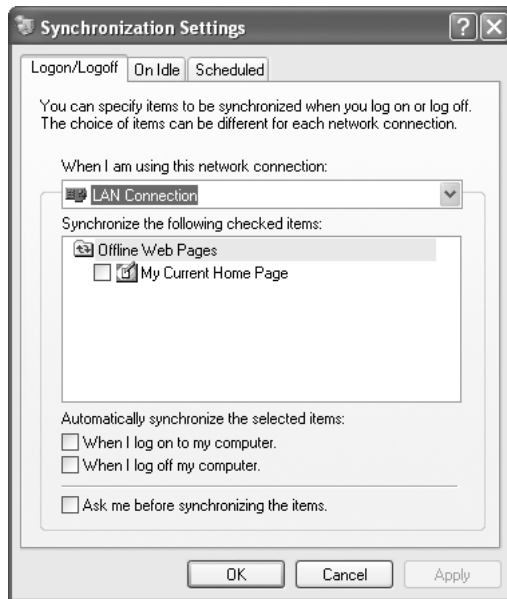 Synchronization Settings
Logon/Logoff On Idle Scheduled
You can specify items to be synchronized when you log on or log off.
The choice of items can be different for each network connection.
When I am using this network connection:
LAN Connection
Synchronize the following checked items:
Offline Web Pages
My Current Home Page
Automatically synchronize the selected items:
When I log on to my computer.
When I log off my computer.
Ask me before synchronizing the items.
OK Cancel Apply